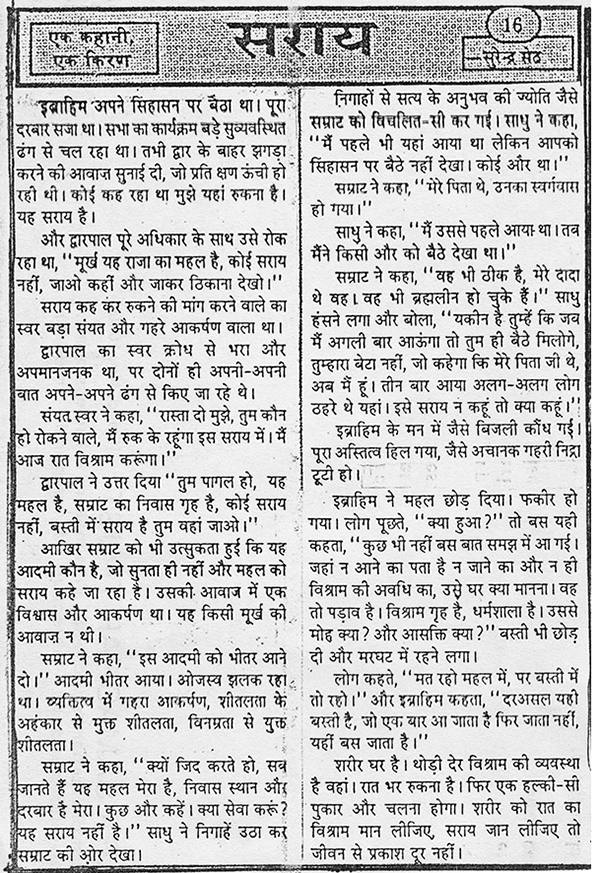 एक कहानी,
एक किरण
सराय
16
—सुरेन्द्र सेठ
इब्राहिम अपने सिंहासन पर बैठा था। पूरा
दरबार सजा था। सभा का कार्यक्रम बड़े सुव्यवस्थित
ढंग से चल रहा था। तभी द्वार के बाहर झगड़ा
करने की आवाज़ सुनाई दी, जो प्रति क्षण ऊंची हो
रही थी। कोई कह रहा था मुझे यहां रुकना है।
यह सराय है।
और द्वारपाल पूरे अधिकार के साथ उसे रोक
रहा था, ‘‘मूर्ख यह राजा का महल है, कोई सराय
नहीं, जाओ कहीं और जाकर ठिकाना देखो।’’
सराय कह कर रुकने की मांग करने वाले का
स्वर बड़ा संयत और गहरे आकर्षण वाला था।
द्वारपाल का स्वर क्रोध से भरा और
अपमानजनक था, पर दोनों ही अपनी-अपनी
बात अपने-अपने ढंग से किए जा रहे थे।
संयत स्वर ने कहा, ‘‘रास्ता दो मुझे, तुम कौन
हो रोकने वाले, मैं रुक के रहूंगा इस सराय में। मैं
आज रात विश्राम करूंगा।’’
द्वारपाल ने उत्तर दिया ‘‘तुम पागल हो, यह
महल है, सम्राट का निवास गृह है, कोई सराय
नहीं, बस्ती में सराय है तुम वहां जाओ।’’
आखिर सम्राट को भी उत्सुकता हुई कि यह
आदमी कौन है, जो सुनता ही नहीं और महल को
सराय कहे जा रहा है। उसकी आवाज में एक
विश्वास और आकर्षण था। यह किसी मूर्ख की
आवाज़ न थी।
सम्राट ने कहा, ‘‘इस आदमी को भीतर आने
दो।’’ आदमी भीतर आया। ओजस्व झलक रहा
था। व्यक्तित्व में गहरा आकर्षण, शीतलता के
अहंकार से मुक्त शीतलता, विनम्रता से युक्त
शीतलता।
सम्राट ने कहा, ‘‘क्यों जिद करते हो, सब
जानते हैं यह महल मेरा है, निवास स्थान और
दरबार है मेरा। कुछ और कहें। क्या सेवा करूं?
यह सराय नहीं है।’’ साधु ने निगाहें उठा कर
सम्राट की ओर देखा।
निगाहों से सत्य के अनुभव की ज्योति जैसे
सम्राट को विचलित-सी कर गई। साधु ने कहा,
‘‘मैं पहले भी यहां आया था लेकिन आपको
सिंहासन पर बैठे नहीं देखा। कोई और था।’’
सम्राट ने कहा, ‘‘मेरे पिता थे, उनका स्वर्गवास
हो गया।’’
साधु ने कहा, ‘‘मैं उससे पहले आया था। तब
मैंने किसी और को बैठे देखा था।’’
सम्राट ने कहा, ‘‘वह भी ठीक है, मेरे दादा
थे वह। वह भी ब्रह्मलीन हो चुके हैं।’’ साधु
हंसने लगा और बोला, ‘‘यकीन है तुम्हें कि जब
मैं अगली बार आऊंगा तो तुम ही बैठे मिलोगे,
तुम्हारा बेटा नहीं, जो कहेगा कि मेरे पिता जी थे,
अब मैं हूं। तीन बार आया अलग-अलग लोग
ठहरे थे यहां। इसे सराय न कहूं तो क्या कहूं।’’
इब्राहिम के मन में जैसे बिजली कौंध गई।
पूरा अस्तित्व हिल गया, जैसे अचानक गहरी निद्रा
टूटी हो।
इब्राहिम ने महल छोड़ दिया। फकीर हो
गया। लोग पूछते, ‘‘क्या हुआ?’’ तो बस यही
कहता, ‘‘कुछ भी नहीं बस बात समझ में आ गई।
जहां न आने का पता है न जाने का और न ही
विश्राम की अवधि का, उसे घर क्या मानना। वह
तो पड़ाव है। विश्राम गृह है, धर्मशाला है। उससे
मोह क्या? और आसक्ति क्या?’’ बस्ती भी छोड़
दी और मरघट में रहने लगा।
लोग कहते, ‘‘मत रहो महल में, पर बस्ती में
तो रहो।’’ और इब्राहिम कहता, ‘‘दरअसल यही
बस्ती है, जो एक बार आ जाता है फिर जाता नहीं,
यहीं बस जाता है।’’
शरीर घर है। थोड़ी देर विश्राम की व्यवस्था
है वहां। रात भर रुकना है। फिर एक हल्की-सी
पुकार और चलना होगा। शरीर को रात का
विश्राम मान लीजिए, सराय जान लीजिए तो
जीवन से प्रकाश दूर नहीं।